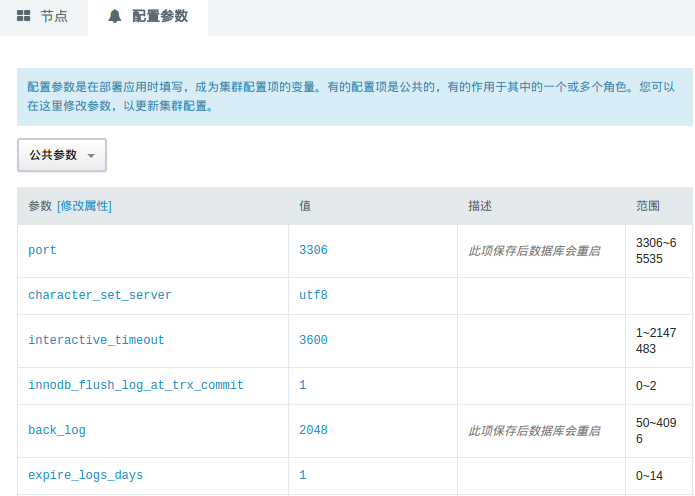 节点 配置参数
配置参数是在部署应用时填写，成为集群配置项的变量。有的配置项是公共的，有的作用于其中的一个或多个角色。您可以
在这里修改参数，以更新集群配置。
公共参数
参数 [修改属性] 值 描述 范围
port 3306 此项保存后数据库会重启 3306~6
5535
character_set_server utf8
interactive_timeout 3600 1~2147
483
innodb_flush_log_at_trx_commit 1 0~2
back_log 2048 此项保存后数据库会重启 50~409
6
expire_logs_days 1 0~14